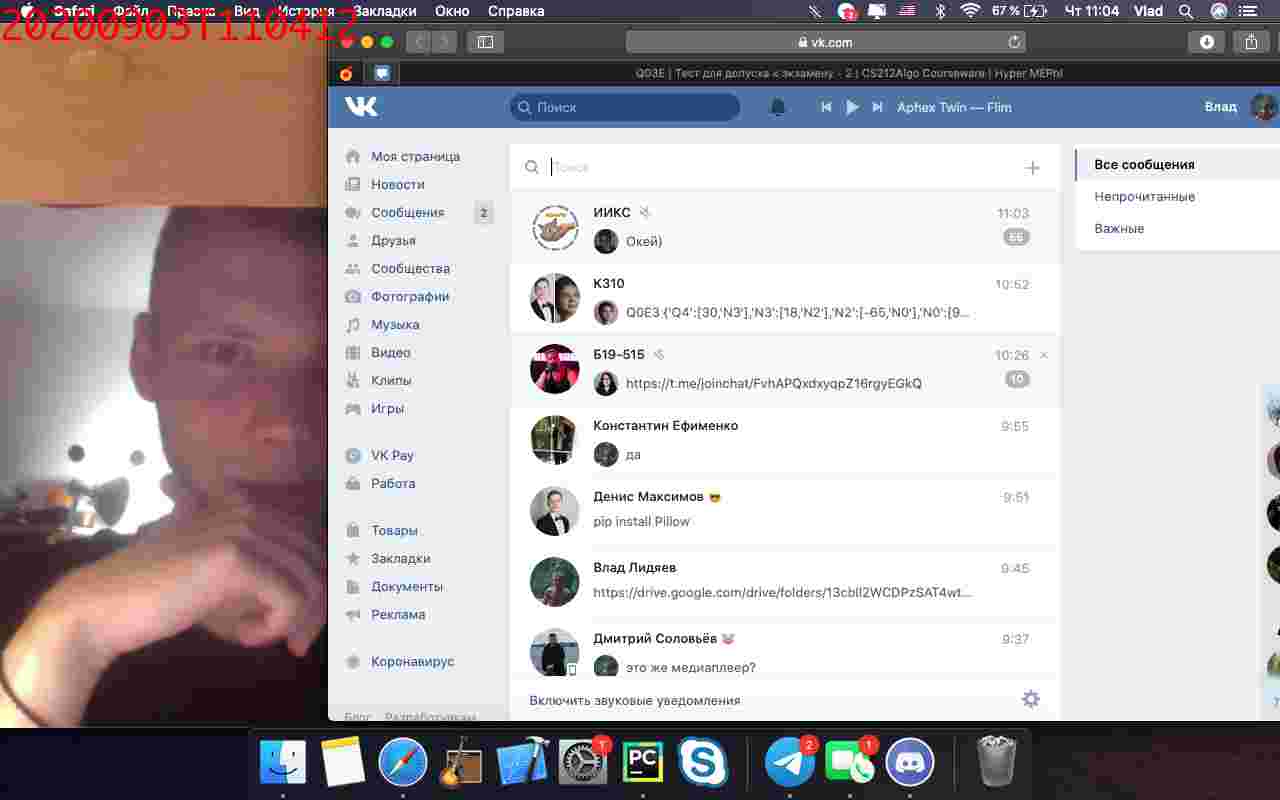 Safari Файл Правка Вид История Закладки Окно Справка
67 % Чт 11:04 Vlad
20200903T110412
vk.com
Q03E | Тест для допуска к экзамену - 2 | CS212Algo Courseware | Hyper MEPhI
Поиск
Aphex Twin — Flim
Влад
Моя страница
Новости
Сообщения 2
Друзья
Сообщества
Фотографии
Музыка
Видео
Клипы
Игры
VK Pay
Работа
Товары
Закладки
Документы
Реклама
Коронавирус
Блог Разработчикам
Поиск
ИИКС 11:03
Окей) 66
К310 10:52
Q0E3 {'Q4':[30,'N3'],'N3':[18,'N2'],'N2':[-65,'N0'],'N0':[9...
Б19-515 10:26
https://t.me/joinchat/FvhAPQxdxyqpZ16rgyEGkQ 10
Константин Ефименко 9:55
да
Денис Максимов 9:51
pip install Pillow
Влад Лидяев 9:45
https://drive.google.com/drive/folders/13cblI2WCDPzSAT4wt...
Дмитрий Соловьёв 9:37
это же медиаплеер?
Включить звуковые уведомления
Все сообщения
Непрочитанные
Важные
PC
2
1